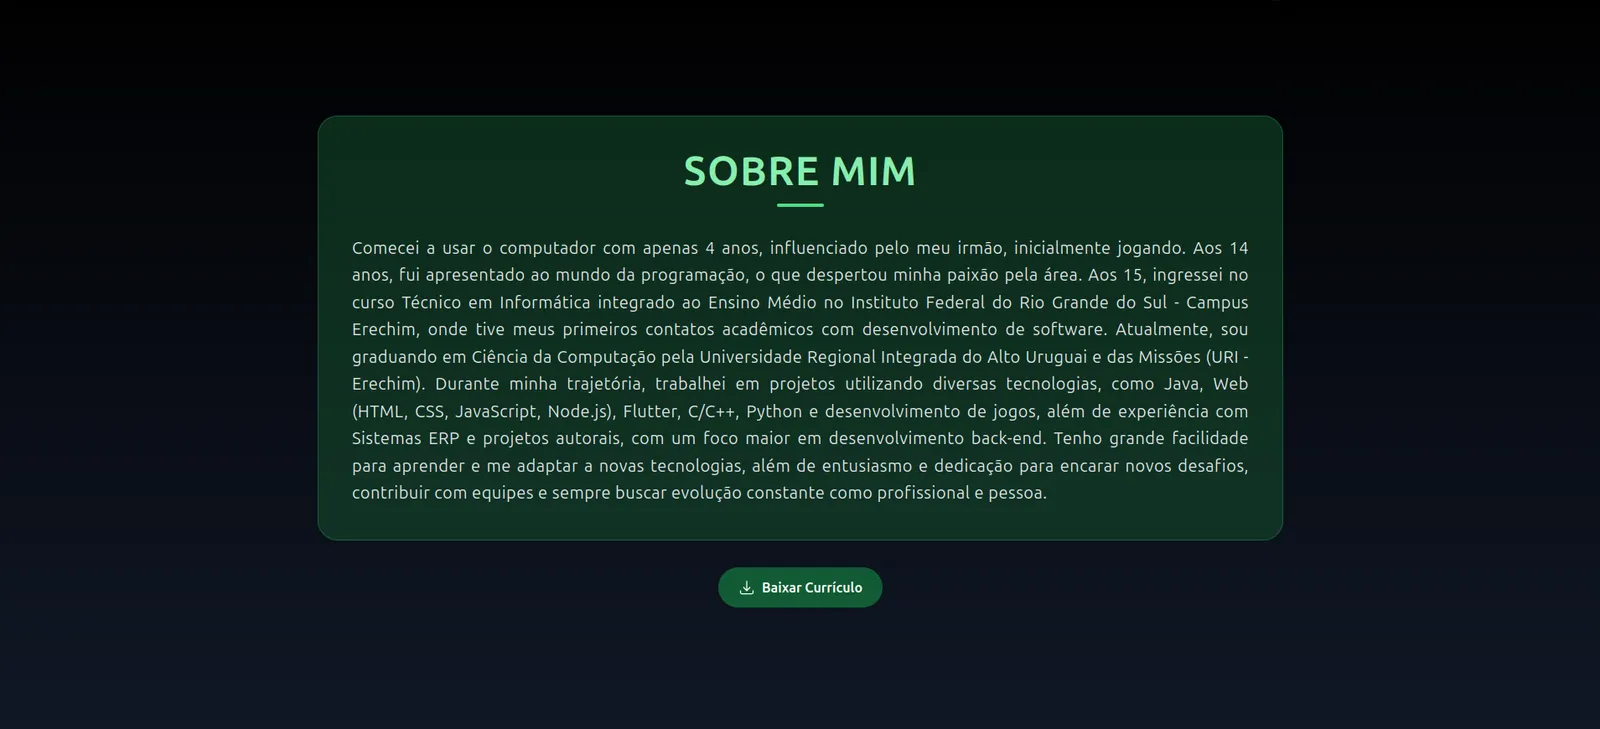 SOBRE MIM
Comecei a usar o computador com apenas 4 anos, influenciado pelo meu irmão, inicialmente jogando. Aos 14
anos, fui apresentado ao mundo da programação, o que despertou minha paixão pela área. Aos 15, ingressei no
curso Técnico em Informática integrado ao Ensino Médio no Instituto Federal do Rio Grande do Sul - Campus
Erechim, onde tive meus primeiros contatos acadêmicos com desenvolvimento de software. Atualmente, sou
graduando em Ciência da Computação pela Universidade Regional Integrada do Alto Uruguai e das Missões (URI -
Erechim). Durante minha trajetória, trabalhei em projetos utilizando diversas tecnologias, como Java, Web
(HTML, CSS, JavaScript, Node.js), Flutter, C/C++, Python e desenvolvimento de jogos, além de experiência com
Sistemas ERP e projetos autorais, com um foco maior em desenvolvimento back-end. Tenho grande facilidade
para aprender e me adaptar a novas tecnologias, além de entusiasmo e dedicação para encarar novos desafios,
contribuir com equipes e sempre buscar evolução constante como profissional e pessoa.
Baixar Currículo